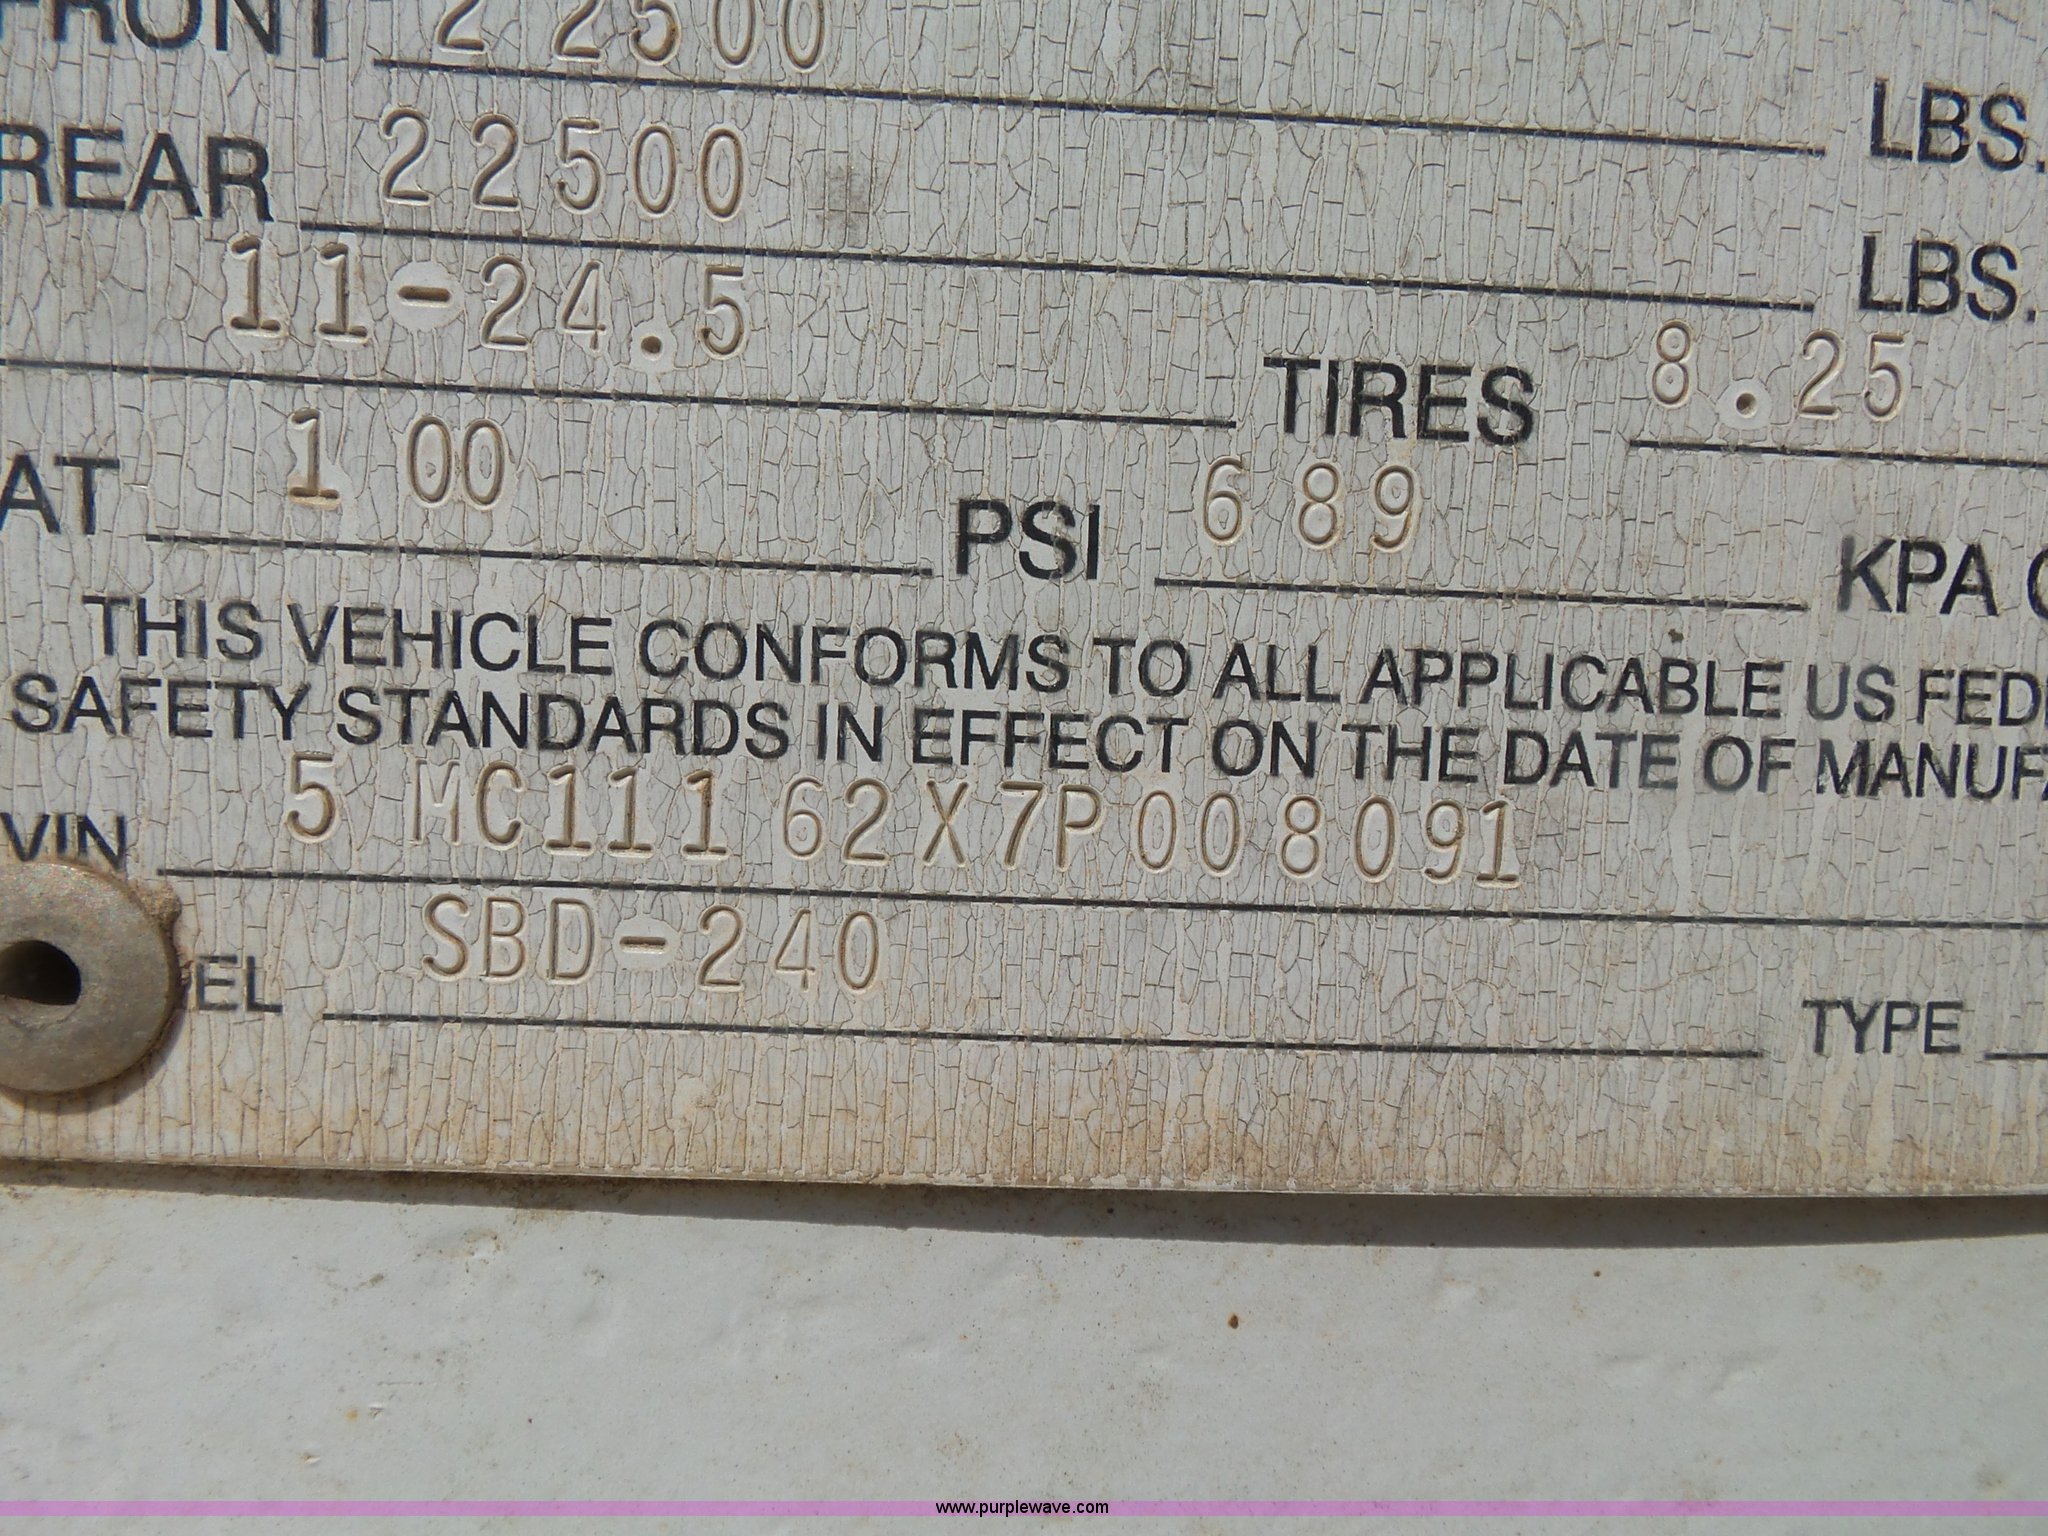 FRONT 22500 LBS.
REAR 22500 LBS.
11-24.5 TIRES 8.25
AT 100 PSI 689 KPA
THIS VEHICLE CONFORMS TO ALL APPLICABLE US
SAFETY STANDARDS IN EFFECT ON THE DATE OF
VIN 5MC11162X7P008091
EL SBD-240 TYPE
www.purplewave.com